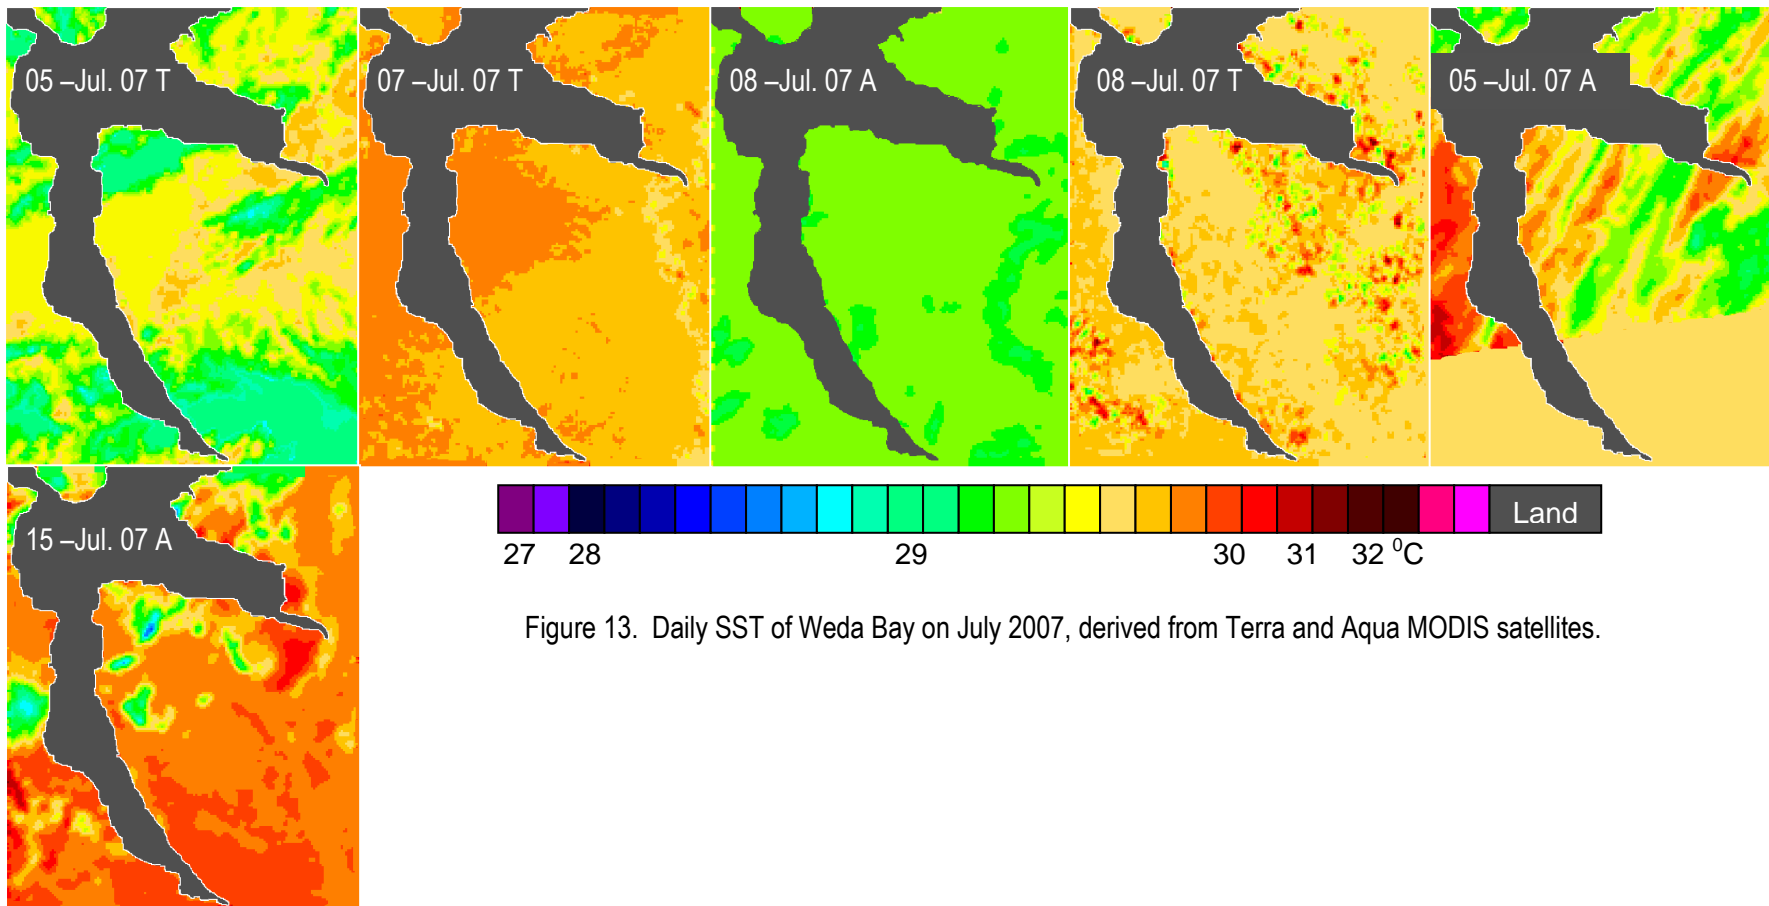 05 –Jul. 07 T
07 –Jul. 07 T
08 –Jul. 07 A
08 –Jul. 07 T
05 –Jul. 07 A
15 –Jul. 07 A
Land
27 28 29 30 31 32 ⁰C
Figure 13. Daily SST of Weda Bay on July 2007, derived from Terra and Aqua MODIS satellites.